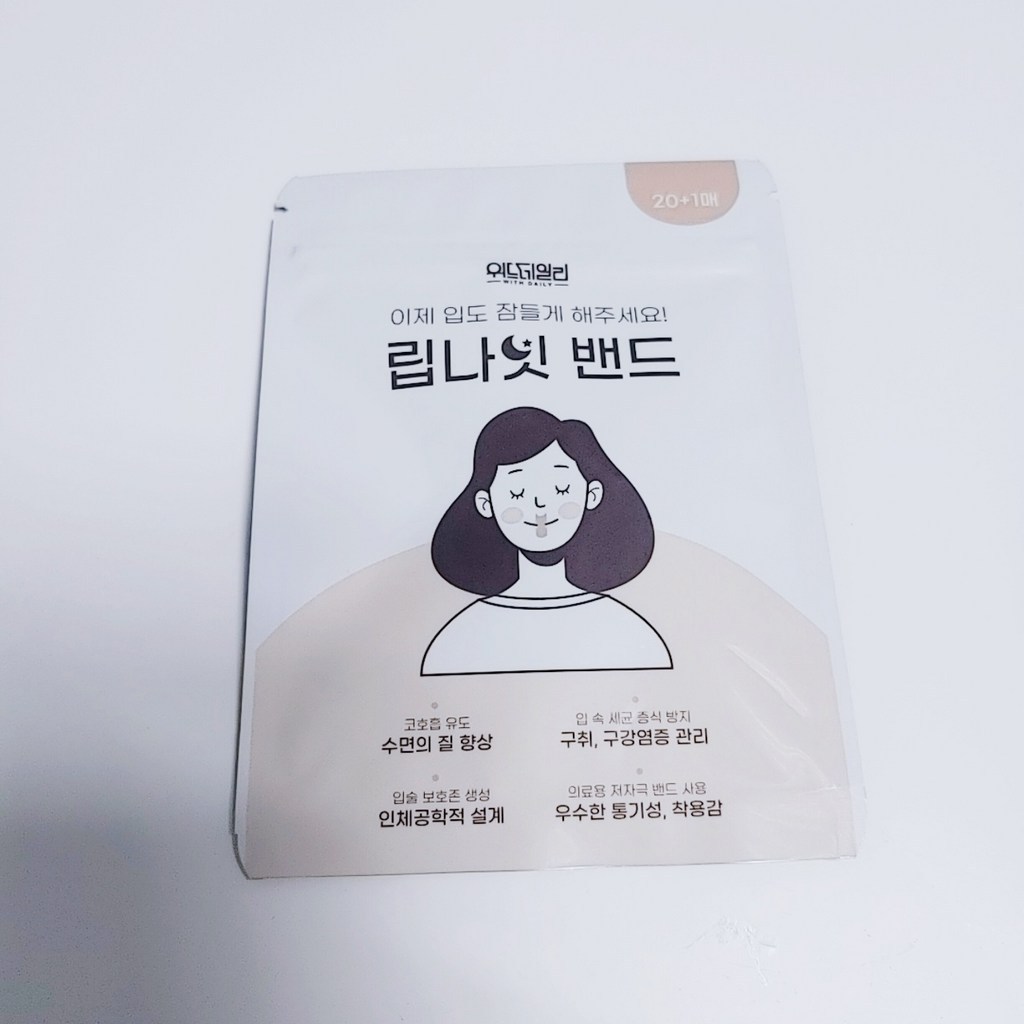 20+1매
위드데일리
WITH DAILY
이제 입도 잠들게 해주세요!
립나잇 밴드
코호흡 유도
수면의 질 향상
입 속 세균 증식 방지
구취, 구강염증 관리
입술 보호존 생성
인체공학적 설계
의료용 저자극 밴드 사용
우수한 통기성, 착용감